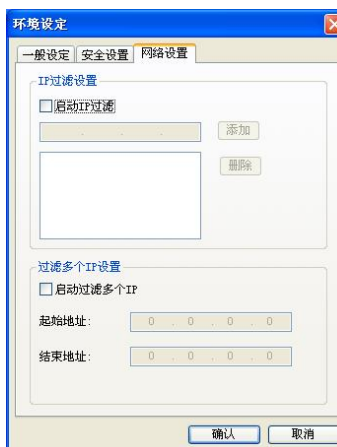 环境设定
一般设定 安全设置 网络设置
IP过滤设置
启动IP过滤
. . .
添加
删除
过滤多个IP设置
启动过滤多个IP
起始地址: 0 . 0 . 0 . 0
结束地址: 0 . 0 . 0 . 0
确认 取消